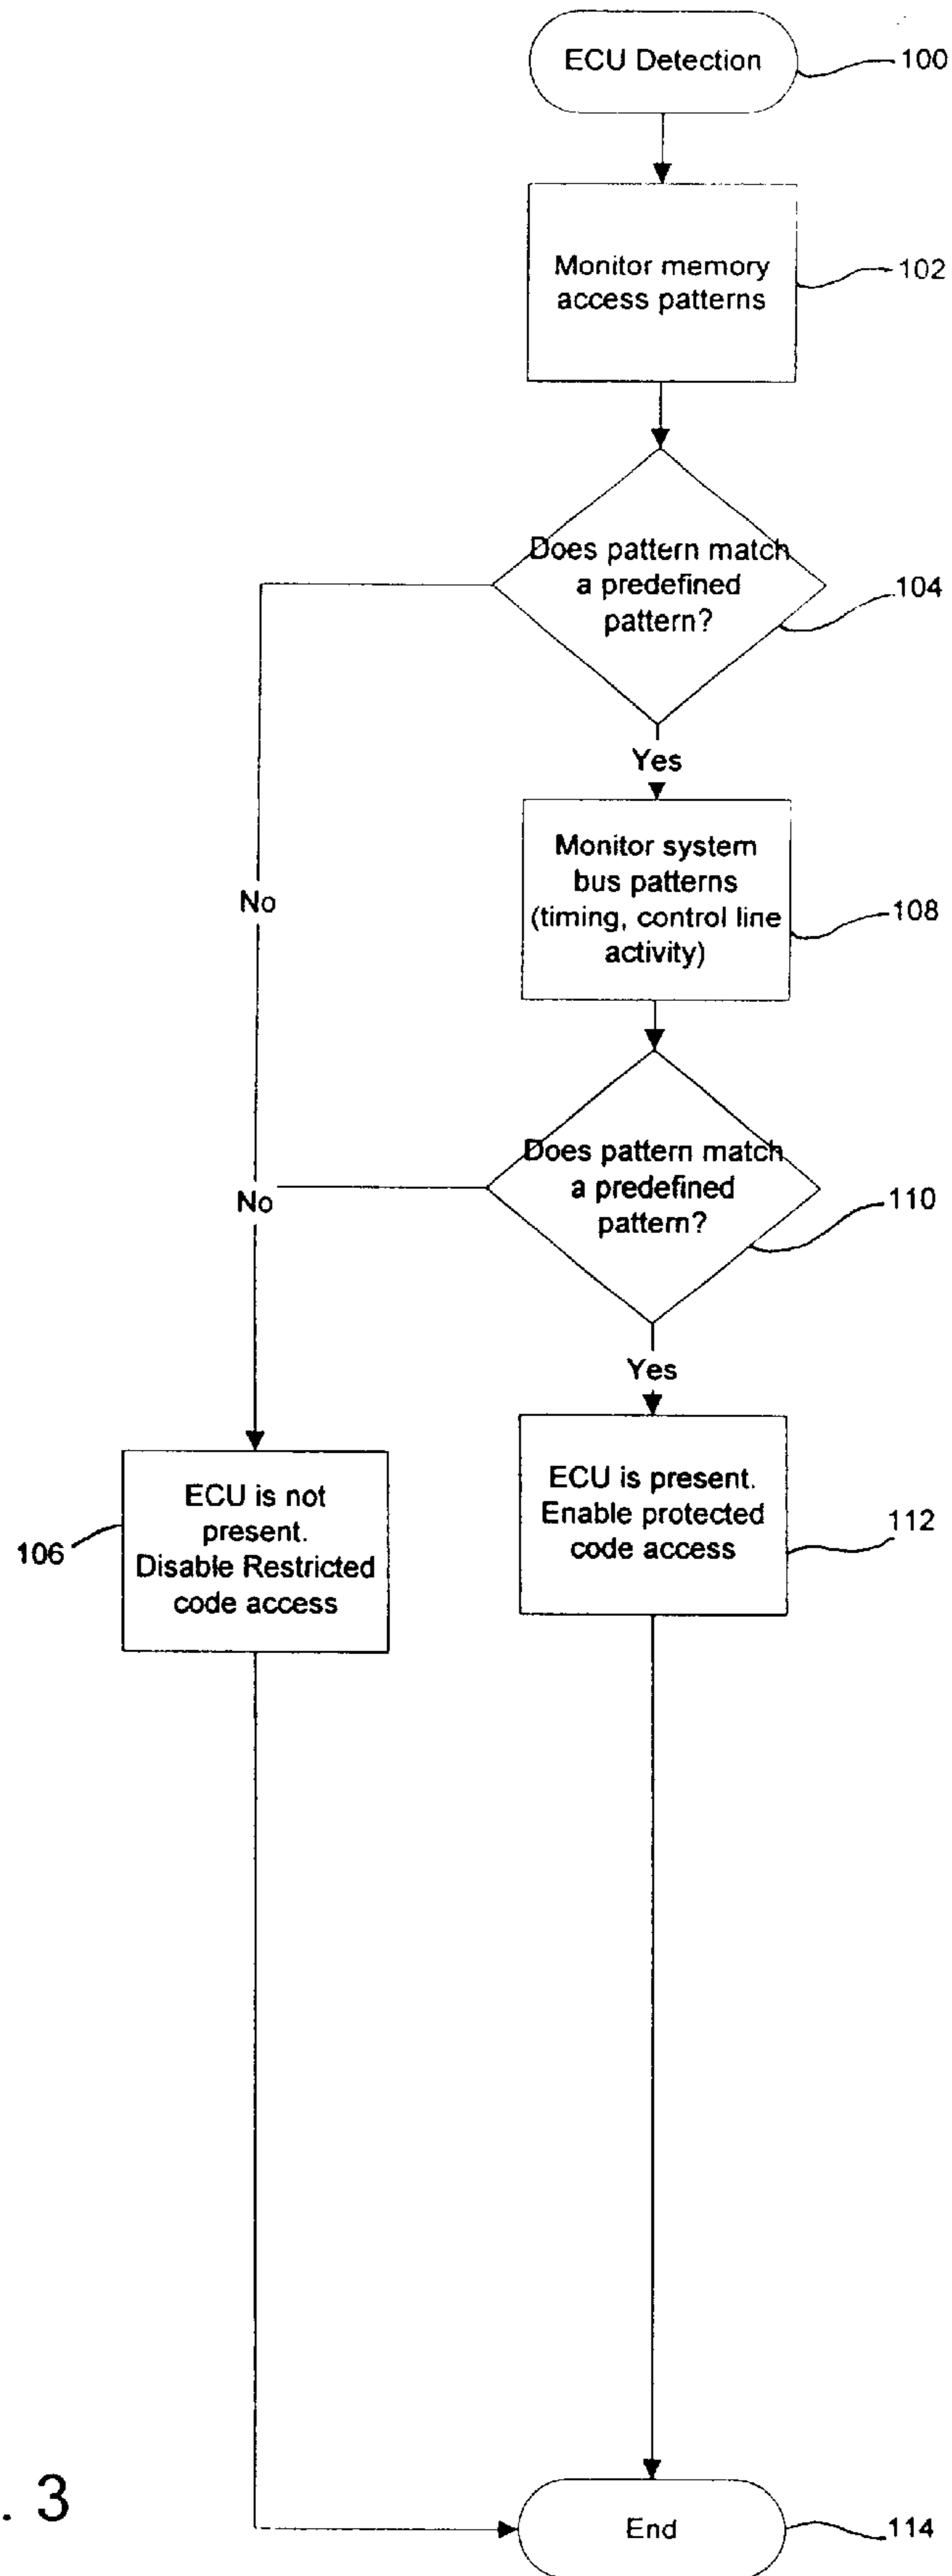 ECU Detection
100
Monitor memory
access patterns
102
Does pattern match
a predefined
pattern?
104
Yes
Monitor system
bus patterns
(timing, control line
activity)
108
No
Does pattern match
a predefined
pattern?
110
No
Yes
ECU is not
present.
Disable Restricted
code access
106
ECU is present.
Enable protected
code access
112
. 3
End
114